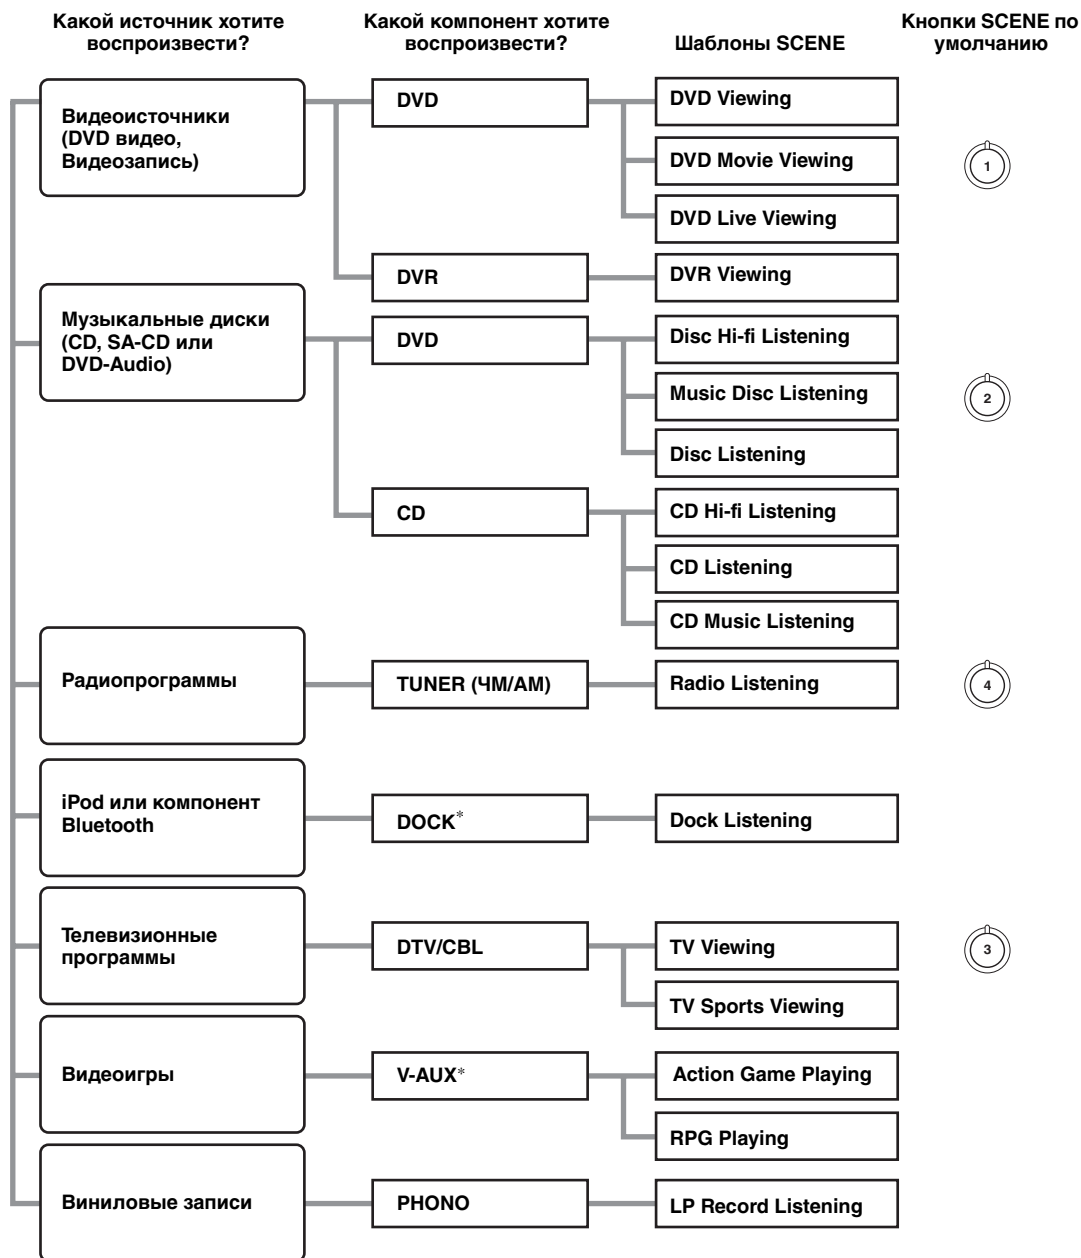 Какой источник хотите
воспроизвести?
Какой компонент хотите
воспроизвести?
Шаблоны SCENE
Кнопки SCENE по
умолчанию
Видеоисточники
(DVD видео,
Видеозапись)
DVD
DVD Viewing
DVD Movie Viewing
1
DVD Live Viewing
DVR
DVR Viewing
Музыкальные диски
(CD, SA-CD или
DVD-Audio)
DVD
Disc Hi-fi Listening
Music Disc Listening
2
Disc Listening
CD
CD Hi-fi Listening
CD Listening
CD Music Listening
Радиопрограммы
TUNER (ЧМ/АМ)
Radio Listening
4
iPod или компонент
Bluetooth
DOCK*
Dock Listening
Телевизионные
программы
DTV/CBL
TV Viewing
3
TV Sports Viewing
Видеоигры
V-AUX*
Action Game Playing
RPG Playing
Виниловые записи
PHONO
LP Record Listening